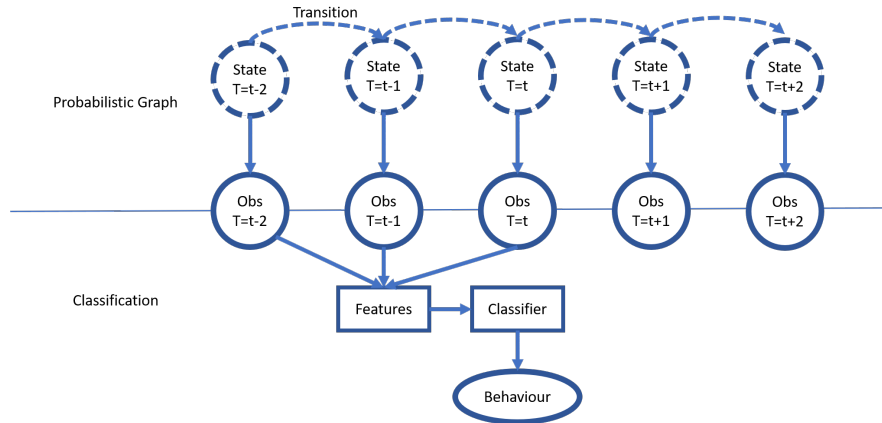 Transition
State
T=t-2
State
T=t-1
State
T=t
State
T=t+1
State
T=t+2
Probabilistic Graph
Obs
T=t-2
Obs
T=t-1
Obs
T=t
Obs
T=t+1
Obs
T=t+2
Classification
Features
Classifier
Behaviour